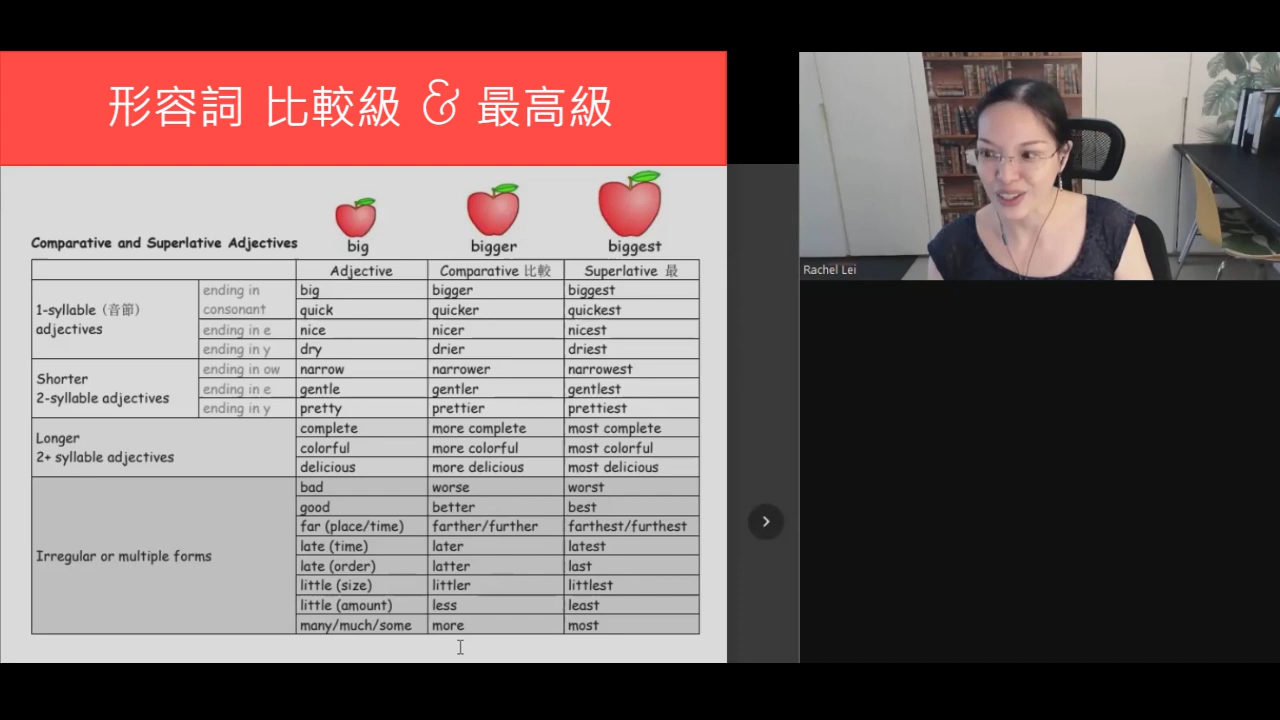 形容詞 比較級 & 最高級
Comparative and Superlative Adjectives
big bigger biggest
Adjective Comparative 比較 Superlative 最
1-syllable (音節) adjectives
ending in consonant
big bigger biggest
quick quicker quickest
ending in e nice nicer nicest
ending in y dry drier driest
Shorter
2-syllable adjectives
ending in ow narrow narrower narrowest
ending in e gentle gentler gentlest
ending in y pretty prettier prettiest
Longer
2+ syllable adjectives
complete more complete most complete
colorful more colorful most colorful
delicious more delicious most delicious
Irregular or multiple forms
bad worse worst
good better best
far (place/time) farther/further farthest/furthest
late (time) later latest
late (order) latter last
little (size) littler littlest
little (amount) less least
many/much/some more most
Rachel Lei